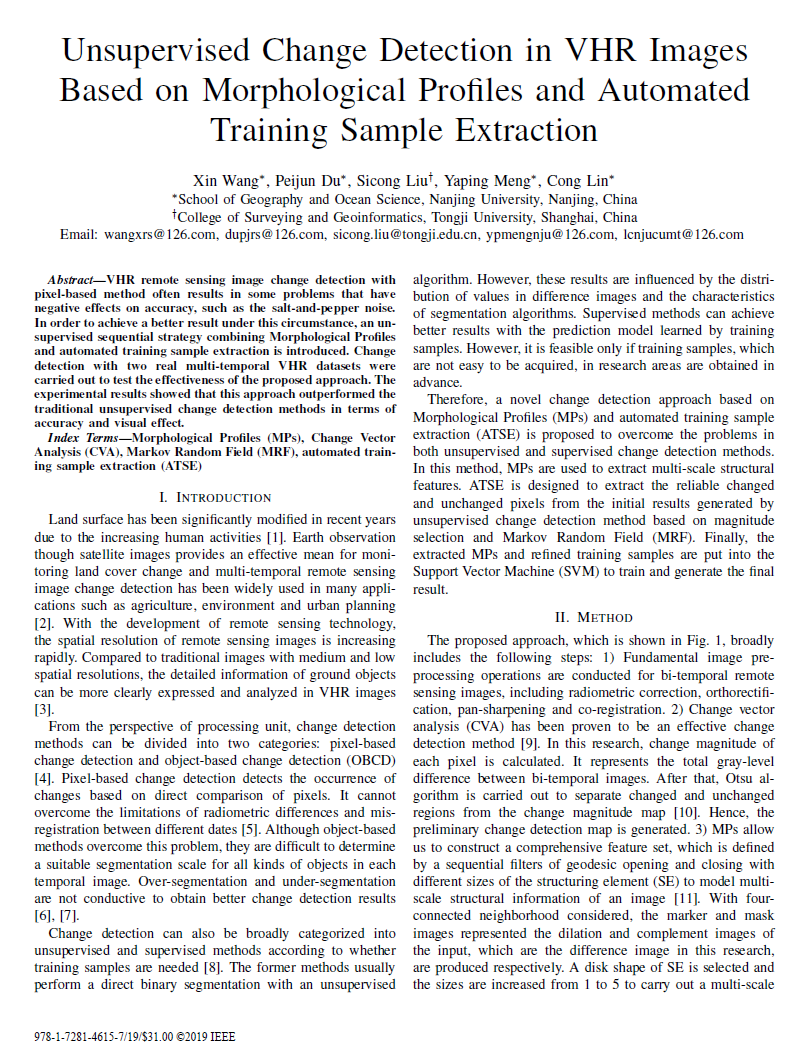 Unsupervised Change Detection in VHR Images
Based on Morphological Profiles and Automated
Training Sample Extraction
Xin Wang*, Peijun Du*, Sicong Liu†, Yaping Meng*, Cong Lin*
*School of Geography and Ocean Science, Nanjing University, Nanjing, China
†College of Surveying and Geoinformatics, Tongji University, Shanghai, China
Email: wangxrs@126.com, dupjrs@126.com, sicong.liu@tongji.edu.cn, ypmengnju@126.com, lcnjucumt@126.com
Abstract—VHR remote sensing image change detection with
pixel-based method often results in some problems that have
negative effects on accuracy, such as the salt-and-pepper noise.
In order to achieve a better result under this circumstance, an un-
supervised sequential strategy combining Morphological Profiles
and automated training sample extraction is introduced. Change
detection with two real multi-temporal VHR datasets were
carried out to test the effectiveness of the proposed approach. The
experimental results showed that this approach outperformed the
traditional unsupervised change detection methods in terms of
accuracy and visual effect.
Index Terms—Morphological Profiles (MPs), Change Vector
Analysis (CVA), Markov Random Field (MRF), automated train-
ing sample extraction (ATSE)
I. INTRODUCTION
Land surface has been significantly modified in recent years
due to the increasing human activities [1]. Earth observation
though satellite images provides an effective mean for moni-
toring land cover change and multi-temporal remote sensing
image change detection has been widely used in many appli-
cations such as agriculture, environment and urban planning
[2]. With the development of remote sensing technology,
the spatial resolution of remote sensing images is increasing
rapidly. Compared to traditional images with medium and low
spatial resolutions, the detailed information of ground objects
can be more clearly expressed and analyzed in VHR images
[3].
From the perspective of processing unit, change detection
methods can be divided into two categories: pixel-based
change detection and object-based change detection (OBCD)
[4]. Pixel-based change detection detects the occurrence of
changes based on direct comparison of pixels. It cannot
overcome the limitations of radiometric differences and mis-
registration between different dates [5]. Although object-based
methods overcome this problem, they are difficult to determine
a suitable segmentation scale for all kinds of objects in each
temporal image. Over-segmentation and under-segmentation
are not conductive to obtain better change detection results
[6], [7].
Change detection can also be broadly categorized into
unsupervised and supervised methods according to whether
training samples are needed [8]. The former methods usually
perform a direct binary segmentation with an unsupervised
algorithm. However, these results are influenced by the distri-
bution of values in difference images and the characteristics
of segmentation algorithms. Supervised methods can achieve
better results with the prediction model learned by training
samples. However, it is feasible only if training samples, which
are not easy to be acquired, in research areas are obtained in
advance.
Therefore, a novel change detection approach based on
Morphological Profiles (MPs) and automated training sample
extraction (ATSE) is proposed to overcome the problems in
both unsupervised and supervised change detection methods.
In this method, MPs are used to extract multi-scale structural
features. ATSE is designed to extract the reliable changed
and unchanged pixels from the initial results generated by
unsupervised change detection method based on magnitude
selection and Markov Random Field (MRF). Finally, the
extracted MPs and refined training samples are put into the
Support Vector Machine (SVM) to train and generate the final
result.
II. METHOD
The proposed approach, which is shown in Fig. 1, broadly
includes the following steps: 1) Fundamental image pre-
processing operations are conducted for bi-temporal remote
sensing images, including radiometric correction, orthorectifi-
cation, pan-sharpening and co-registration. 2) Change vector
analysis (CVA) has been proven to be an effective change
detection method [9]. In this research, change magnitude of
each pixel is calculated. It represents the total gray-level
difference between bi-temporal images. After that, Otsu al-
gorithm is carried out to separate changed and unchanged
regions from the change magnitude map [10]. Hence, the
preliminary change detection map is generated. 3) MPs allow
us to construct a comprehensive feature set, which is defined
by a sequential filters of geodesic opening and closing with
different sizes of the structuring element (SE) to model multi-
scale structural information of an image [11]. With four-
connected neighborhood considered, the marker and mask
images represented the dilation and complement images of
the input, which are the difference image in this research,
are produced respectively. A disk shape of SE is selected and
the sizes are increased from 1 to 5 to carry out a multi-scale
978-1-7281-4615-7/19/$31.00 ©2019 IEEE